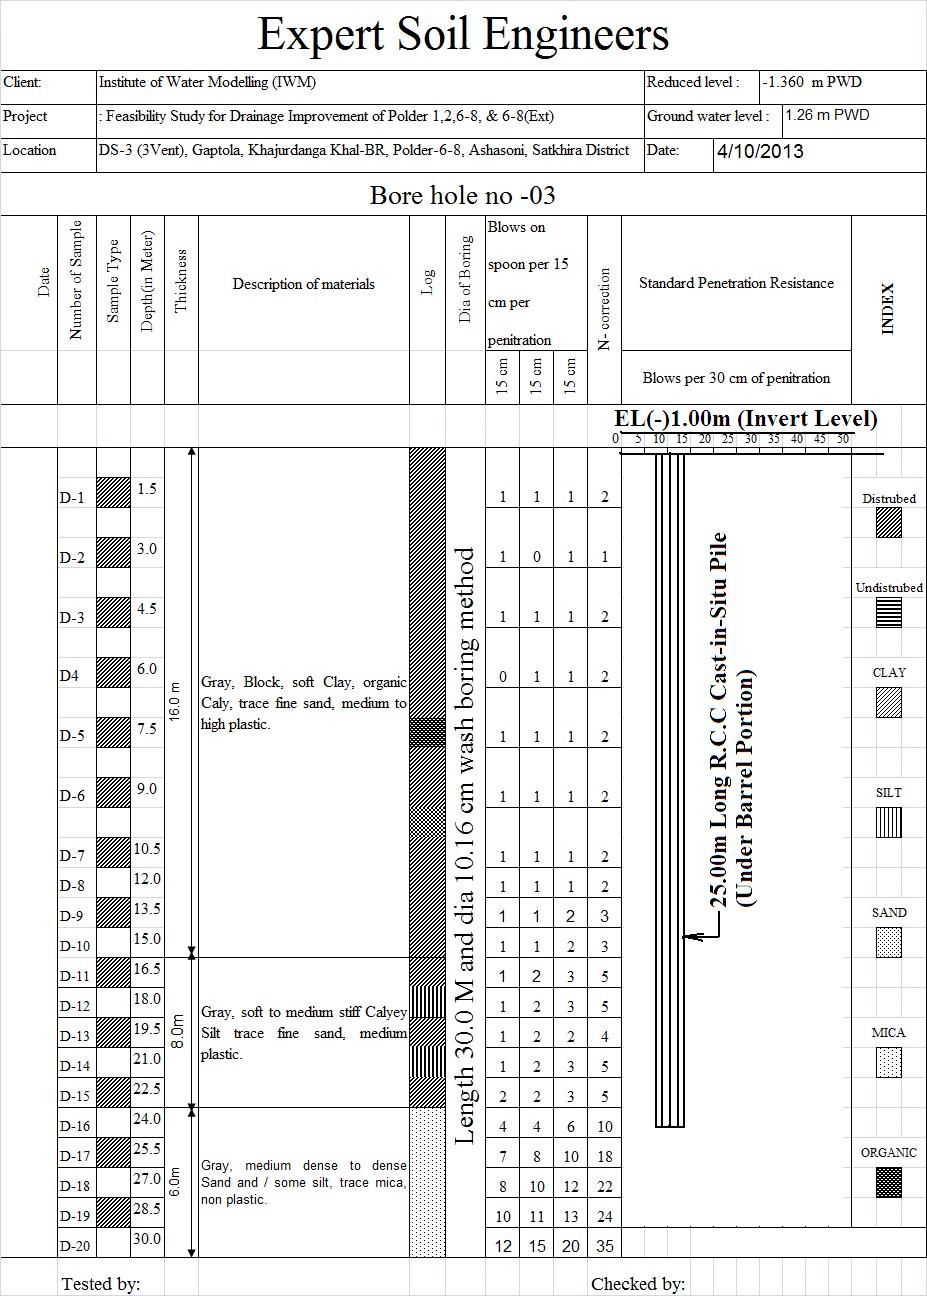 Expert Soil Engineers
Client: Institute of Water Modelling (IWM) Reduced level : -1.360 m PWD
Project : Feasibility Study for Drainage Improvement of Polder 1,2,6-8, & 6-8(Ext) Ground water level : 1.26 m PWD
Location DS-3 (3Vent), Gaptola, Khajurdanga Khal-BR, Polder-6-8, Ashasoni, Satkhira District Date: 4/10/2013
Bore hole no -03
Date
Number of Sample
Sample Type
Depth(in Meter)
Thickness
Description of materials
Log
Dia of Boring
Blows on
spoon per 15
cm per
penitration
15 cm
15 cm
15 cm
N- correction
Standard Penetration Resistance
Blows per 30 cm of penitration
INDEX
EL(-)1.00m (Invert Level)
0 5 10 15 20 25 30 35 40 45 50
D-1 1.5 1 1 1 2
D-2 3.0 1 0 1 1
D-3 4.5 1 1 1 2
D4 6.0 0 1 1 2
D-5 7.5 1 1 1 2
D-6 9.0 1 1 1 2
D-7 10.5 1 1 1 2
D-8 12.0 1 1 1 2
D-9 13.5 1 1 2 3
D-10 15.0 1 1 2 3
D-11 16.5 1 2 3 5
D-12 18.0 1 2 3 5
D-13 19.5 1 2 2 4
D-14 21.0 1 2 3 5
D-15 22.5 2 2 3 5
D-16 24.0 4 4 6 10
D-17 25.5 7 8 10 18
D-18 27.0 8 10 12 22
D-19 28.5 10 11 13 24
D-20 30.0 12 15 20 35
16.0 m
Gray, Block, soft Clay, organic
Caly, trace fine sand, medium to
high plastic.
8.0m
Gray, soft to medium stiff Calyey
Silt trace fine sand, medium
plastic.
6.0m
Gray, medium dense to dense
Sand and / some silt, trace mica,
non plastic.
Length 30.0 M and dia 10.16 cm wash boring method
25.00m Long R.C.C Cast-in-Situ Pile
(Under Barrel Portion)
Distrubed
Undistrubed
CLAY
SILT
SAND
MICA
ORGANIC
Tested by: Checked by: